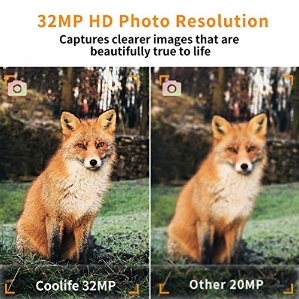 32MP HD Photo Resolution
Captures clearer images that are
beautifully true to life
Coolife 32MP
Other 20MP